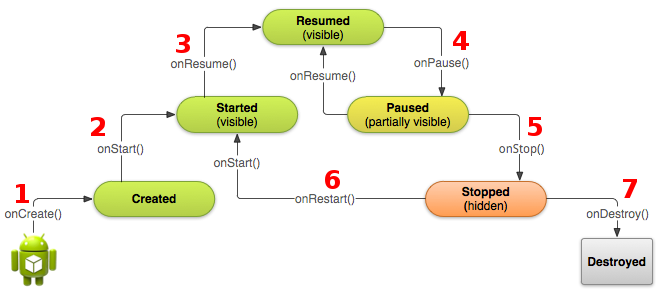 Resumed
(visible)
3
4
onResume()
onPause()
onResume()
Started
(visible)
Paused
(partially visible)
2
5
onStart()
onStop()
onStart()
6
1
Created
onRestart()
Stopped
(hidden)
7
onCreate()
onDestroy()
Destroyed